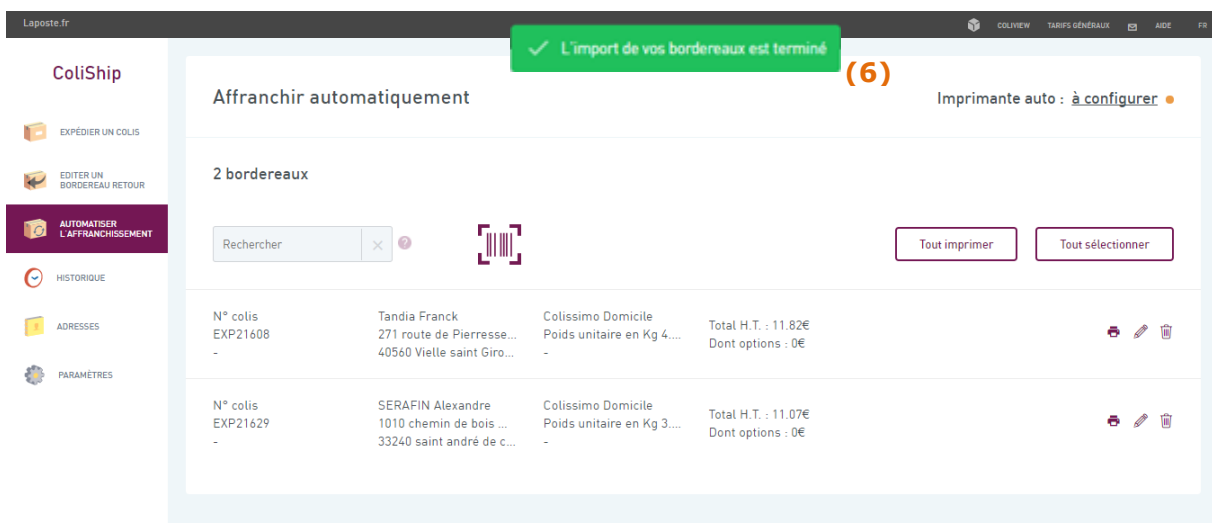 Laposte.fr
COLIVIEW TARIFS GÉNÉRAUX AIDE FR
L'import de vos bordereaux est terminé
(6)
ColiShip
Affranchir automatiquement
Imprimante auto : à configurer
EXPÉDIER UN COLIS
EDITER UN
BORDEREAU RETOUR
AUTOMATISER
L'AFFRANCHISSEMENT
HISTORIQUE
ADRESSES
PARAMÈTRES
2 bordereaux
Rechercher × ?
Tout imprimer
Tout sélectionner
N° colis
EXP21608
-
Tandia Franck
271 route de Pierresse...
40560 Vielle saint Giro...
Colissimo Domicile
Poids unitaire en Kg 4....
-
Total H.T. : 11.82€
Dont options : 0€
N° colis
EXP21629
-
SERAFIN Alexandre
1010 chemin de bois ...
33240 saint andré de c...
Colissimo Domicile
Poids unitaire en Kg 3....
-
Total H.T. : 11.07€
Dont options : 0€